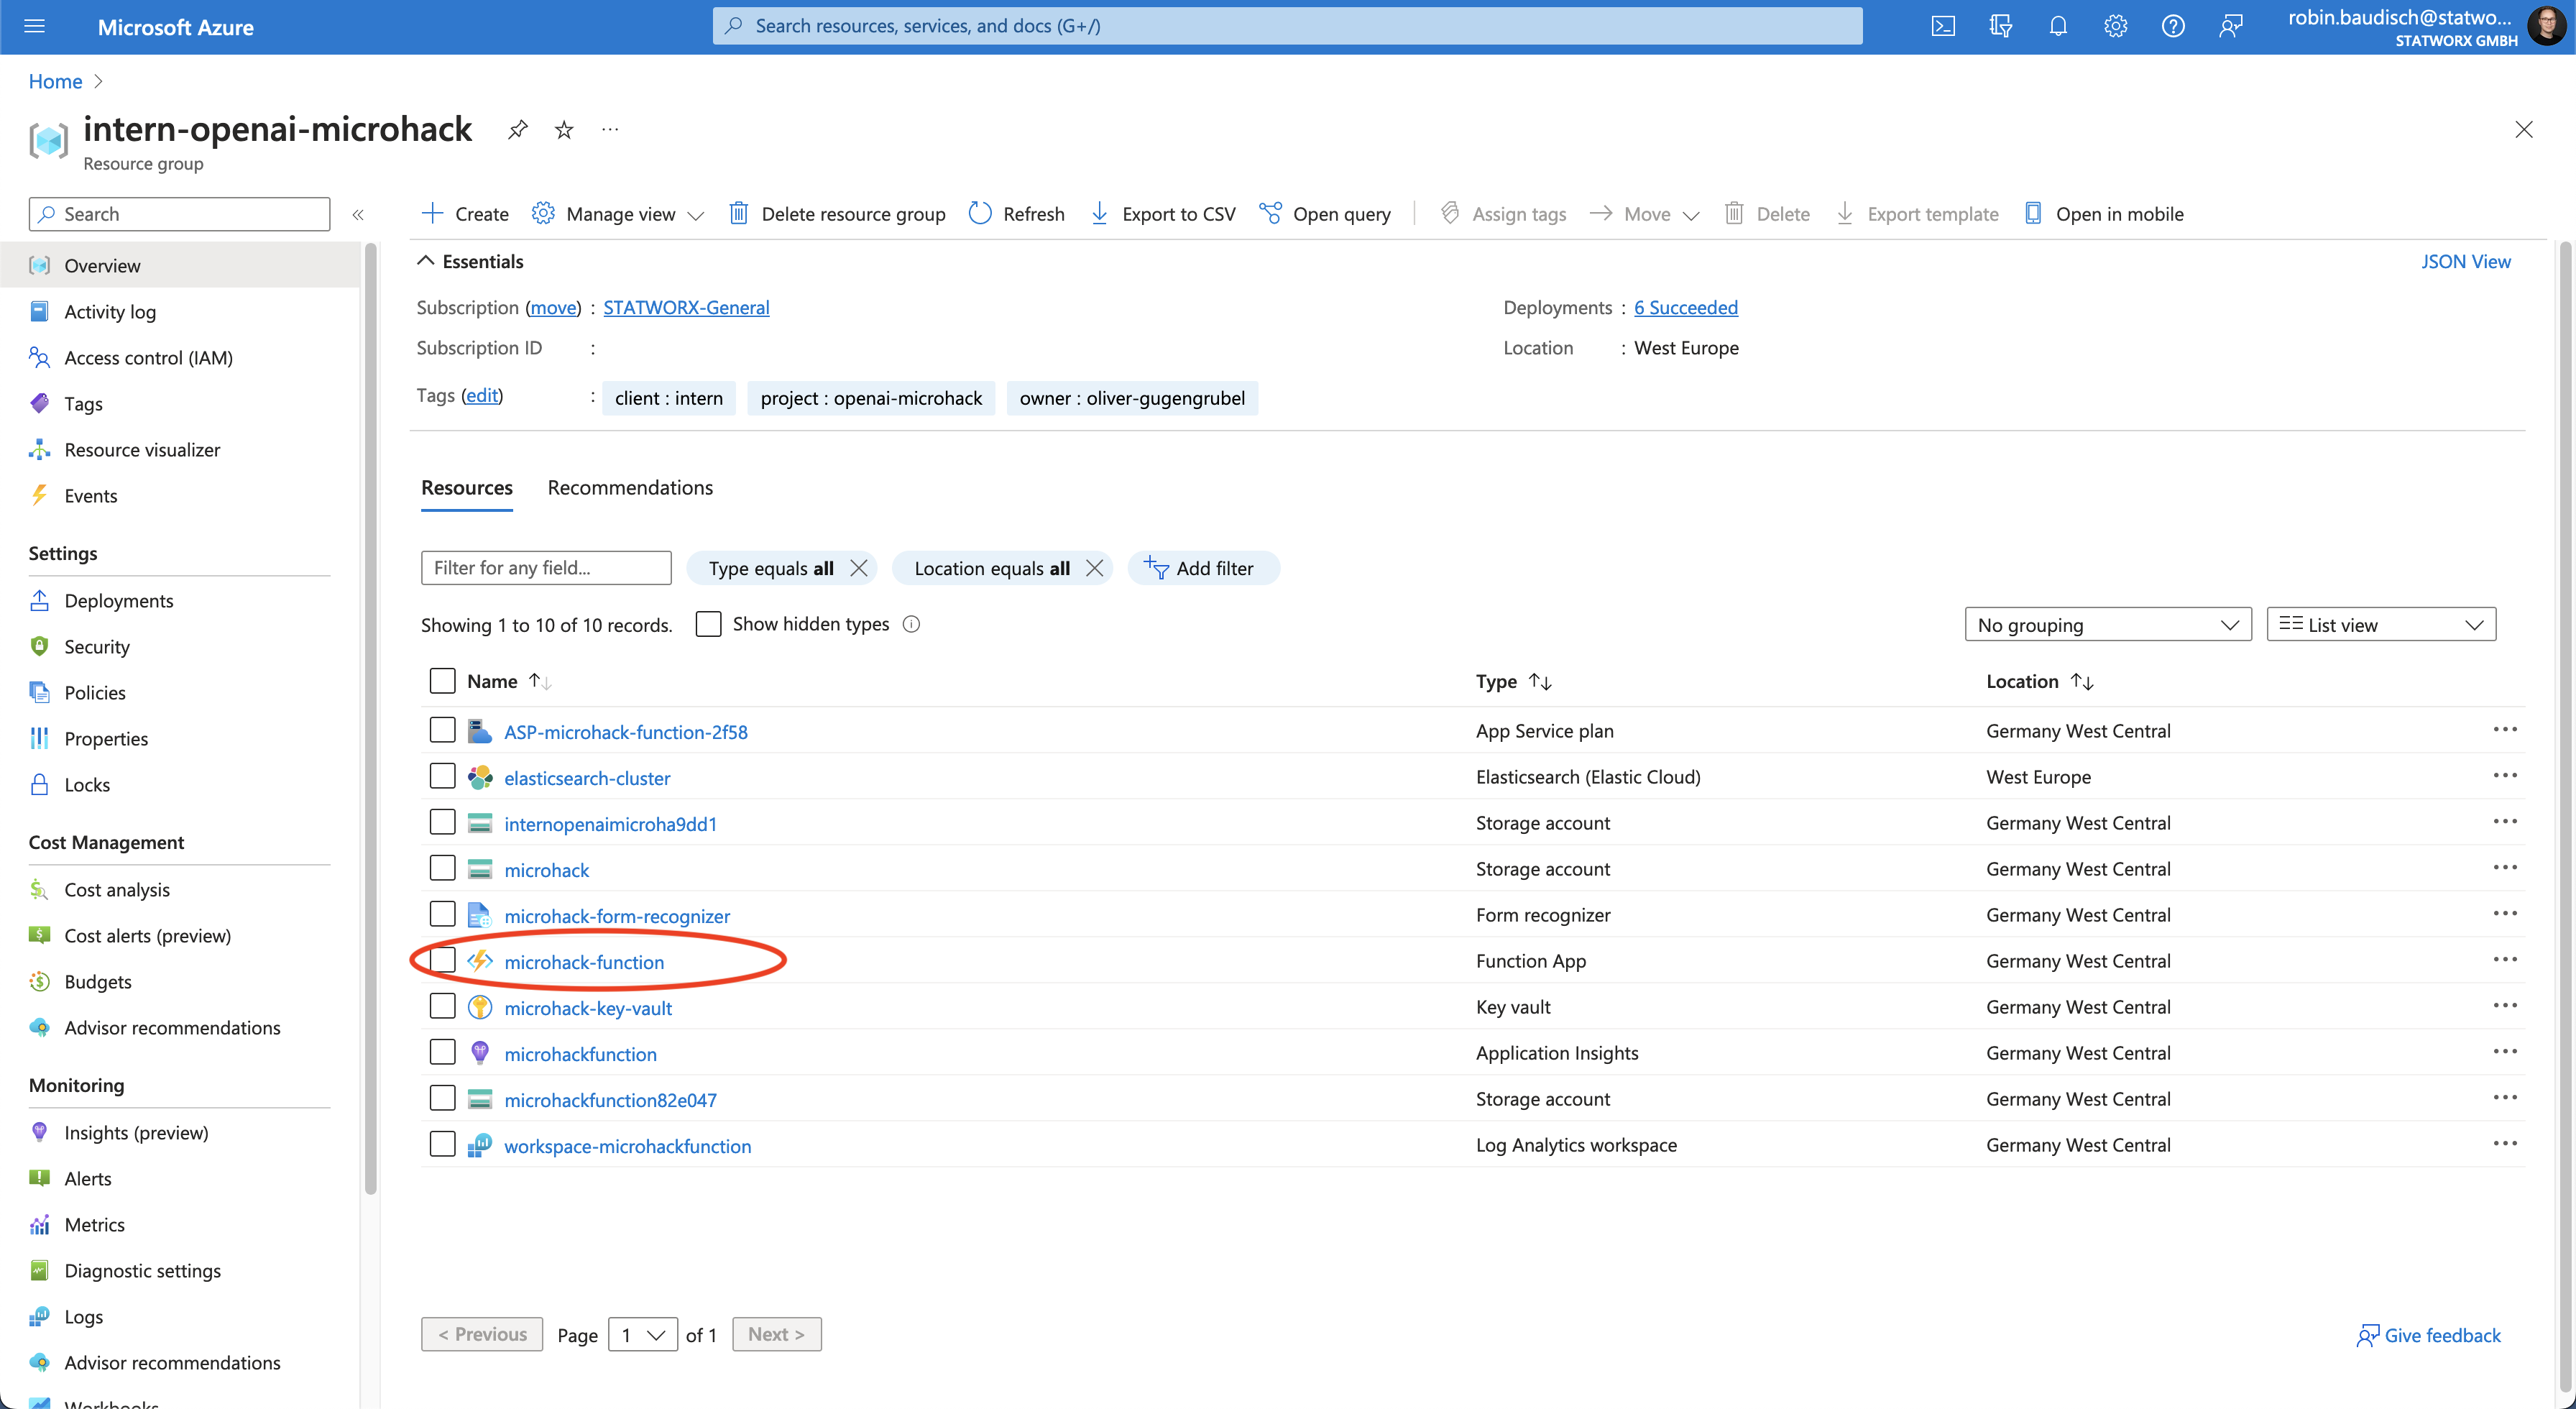 Microsoft Azure
Search resources, services, and docs (G+/)
robin.baudisch@statwo...
STATWORX GMBH
Home
intern-openai-microhack
Resource group
Search
Create
Manage view
Delete resource group
Refresh
Export to CSV
Open query
Assign tags
Move
Delete
Export template
Open in mobile
Overview
Activity log
Access control (IAM)
Tags
Resource visualizer
Events
Settings
Deployments
Security
Policies
Properties
Locks
Cost Management
Cost analysis
Cost alerts (preview)
Budgets
Advisor recommendations
Monitoring
Insights (preview)
Alerts
Metrics
Diagnostic settings
Logs
Advisor recommendations
Workbooks
Essentials
JSON View
Subscription (move) : STATWORX-General
Deployments : 6 Succeeded
Subscription ID :
Location : West Europe
Tags (edit) : client : intern project : openai-microhack owner : oliver-gugengrubel
Resources Recommendations
Filter for any field... Type equals all Location equals all Add filter
Showing 1 to 10 of 10 records. Show hidden types
No grouping List view
Name Type Location
ASP-microhack-function-2f58 App Service plan Germany West Central
elasticsearch-cluster Elasticsearch (Elastic Cloud) West Europe
internopenaimicroha9dd1 Storage account Germany West Central
microhack Storage account Germany West Central
microhack-form-recognizer Form recognizer Germany West Central
microhack-function Function App Germany West Central
microhack-key-vault Key vault Germany West Central
microhackfunction Application Insights Germany West Central
microhackfunction82e047 Storage account Germany West Central
workspace-microhackfunction Log Analytics workspace Germany West Central
< Previous Page 1 of 1 Next >
Give feedback